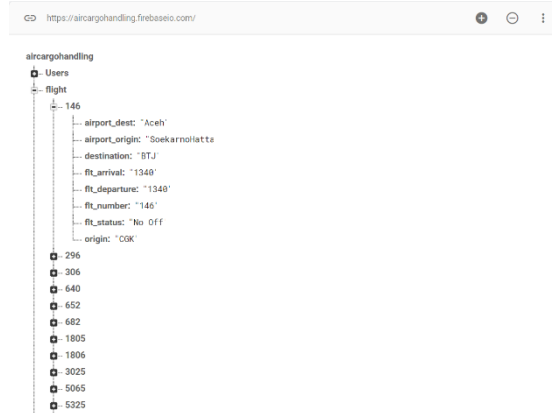 https://aircargohandling.firebaseio.com/
aircargohandling
Users
flight
146
airport_dest: "Aceh"
airport_origin: "SoekarnoHatta
destination: "BTJ"
flt_arrival: "1340"
flt_departure: "1340"
flt_number: "146"
flt_status: "No Off
origin: "CGK"
296
306
640
652
682
1805
1806
3025
5065
5325